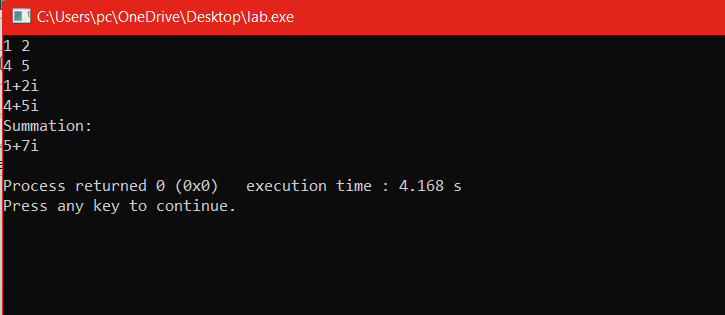 C:\Users\pc\OneDrive\Desktop\lab.exe
1 2
4 5
1+2i
4+5i
Summation:
5+7i
Process returned 0 (0x0)   execution time : 4.168 s
Press any key to continue.